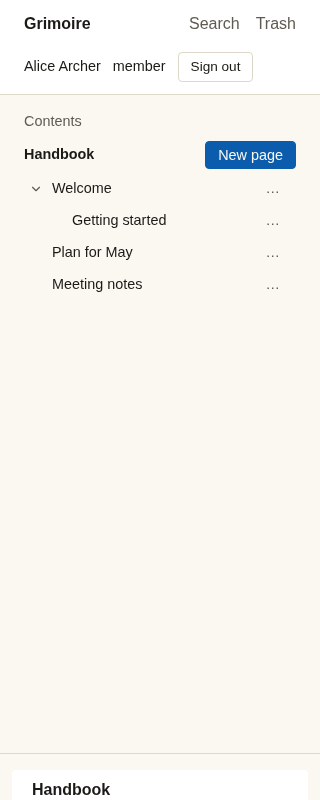 Grimoire Search Trash
Alice Archer member Sign out
Contents
Handbook New page
Welcome ...
Getting started ...
Plan for May ...
Meeting notes ...
Handbook